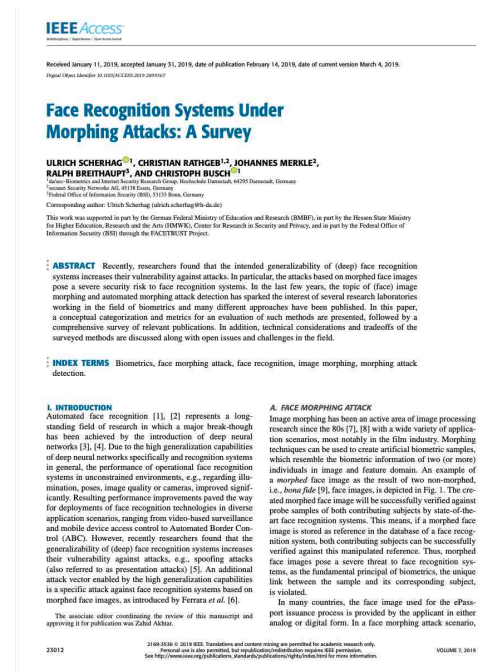 IEEE Access
Multidisciplinary | Rapid Review | Open Access Journal
Received January 11, 2019, accepted January 31, 2019, date of publication February 14, 2019, date of current version March 4, 2019.
Digital Object Identifier 10.1109/ACCESS.2019.2899367
Face Recognition Systems Under
Morphing Attacks: A Survey
ULRICH SCHERHAG 1, CHRISTIAN RATHGEB1,2, JOHANNES MERKLE2,
RALPH BREITHAUPT3, AND CHRISTOPH BUSCH 1
1da/sec–Biometrics and Internet Security Research Group, Hochschule Darmstadt, 64295 Darmstadt, Germany
2secunet Security Networks AG, 45138 Essen, Germany
3Federal Office of Information Security (BSI), 53133 Bonn, Germany
Corresponding author: Ulrich Scherhag (ulrich.scherhag@h-da.de)
This work was supported in part by the German Federal Ministry of Education and Research (BMBF), in part by the Hessen State Ministry
for Higher Education, Research and the Arts (HMWK), Center for Research in Security and Privacy, and in part by the Federal Office of
Information Security (BSI) through the FACETRUST Project.
ABSTRACT Recently, researchers found that the intended generalizability of (deep) face recognition
systems increases their vulnerability against attacks. In particular, the attacks based on morphed face images
pose a severe security risk to face recognition systems. In the last few years, the topic of (face) image
morphing and automated morphing attack detection has sparked the interest of several research laboratories
working in the field of biometrics and many different approaches have been published. In this paper,
a conceptual categorization and metrics for an evaluation of such methods are presented, followed by a
comprehensive survey of relevant publications. In addition, technical considerations and tradeoffs of the
surveyed methods are discussed along with open issues and challenges in the field.
INDEX TERMS Biometrics, face morphing attack, face recognition, image morphing, morphing attack
detection.
I. INTRODUCTION
Automated face recognition [1], [2] represents a long-
standing field of research in which a major break-though
has been achieved by the introduction of deep neural
networks [3], [4]. Due to the high generalization capabilities
of deep neural networks specifically and recognition systems
in general, the performance of operational face recognition
systems in unconstrained environments, e.g., regarding illu-
mination, poses, image quality or cameras, improved signif-
icantly. Resulting performance improvements paved the way
for deployments of face recognition technologies in diverse
application scenarios, ranging from video-based surveillance
and mobile device access control to Automated Border Con-
trol (ABC). However, recently researchers found that the
generalizability of (deep) face recognition systems increases
their vulnerability against attacks, e.g., spoofing attacks
(also referred to as presentation attacks) [5]. An additional
attack vector enabled by the high generalization capabilities
is a specific attack against face recognition systems based on
morphed face images, as introduced by Ferrara et al. [6].
The associate editor coordinating the review of this manuscript and
approving it for publication was Zahid Akhtar.
A. FACE MORPHING ATTACK
Image morphing has been an active area of image processing
research since the 80s [7], [8] with a wide variety of applica-
tion scenarios, most notably in the film industry. Morphing
techniques can be used to create artificial biometric samples,
which resemble the biometric information of two (or more)
individuals in image and feature domain. An example of
a morphed face image as the result of two non-morphed,
i.e., bona fide [9], face images, is depicted in Fig. 1. The cre-
ated morphed face image will be successfully verified against
probe samples of both contributing subjects by state-of-the-
art face recognition systems. This means, if a morphed face
image is stored as reference in the database of a face recog-
nition system, both contributing subjects can be successfully
verified against this manipulated reference. Thus, morphed
face images pose a severe threat to face recognition sys-
tems, as the fundamental principal of biometrics, the unique
link between the sample and its corresponding subject,
is violated.
In many countries, the face image used for the ePass-
port issuance process is provided by the applicant in either
analog or digital form. In a face morphing attack scenario,
2169-3536 © 2019 IEEE. Translations and content mining are permitted for academic research only.
Personal use is also permitted, but republication/redistribution requires IEEE permission.
See http://www.ieee.org/publications_standards/publications/rights/index.html for more information.
23012
VOLUME 7, 2019